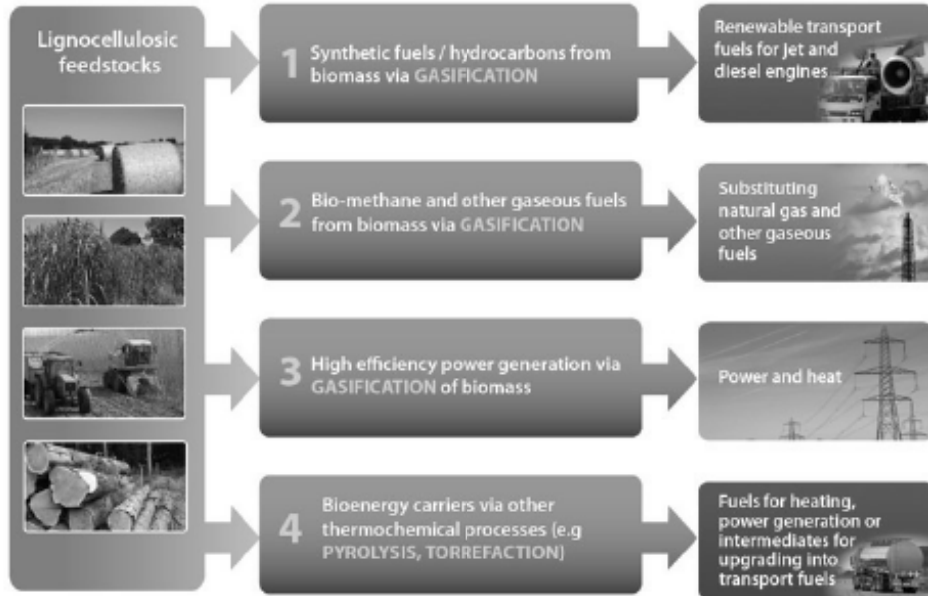 Lignocellulosic
feedstocks
1 Synthetic fuels / hydrocarbons from
biomass via GASIFICATION
Renewable transport
fuels for jet and
diesel engines
2 Bio-methane and other gaseous fuels
from biomass via GASIFICATION
Substituting
natural gas and
other gaseous
fuels
3 High efficiency power generation via
GASIFICATION of biomass
Power and heat
4 Bioenergy carriers via other
thermochemical processes (e.g
PYROLYSIS, TORREFACTION)
Fuels for heating,
power generation or
intermediates for
upgrading into
transport fuels